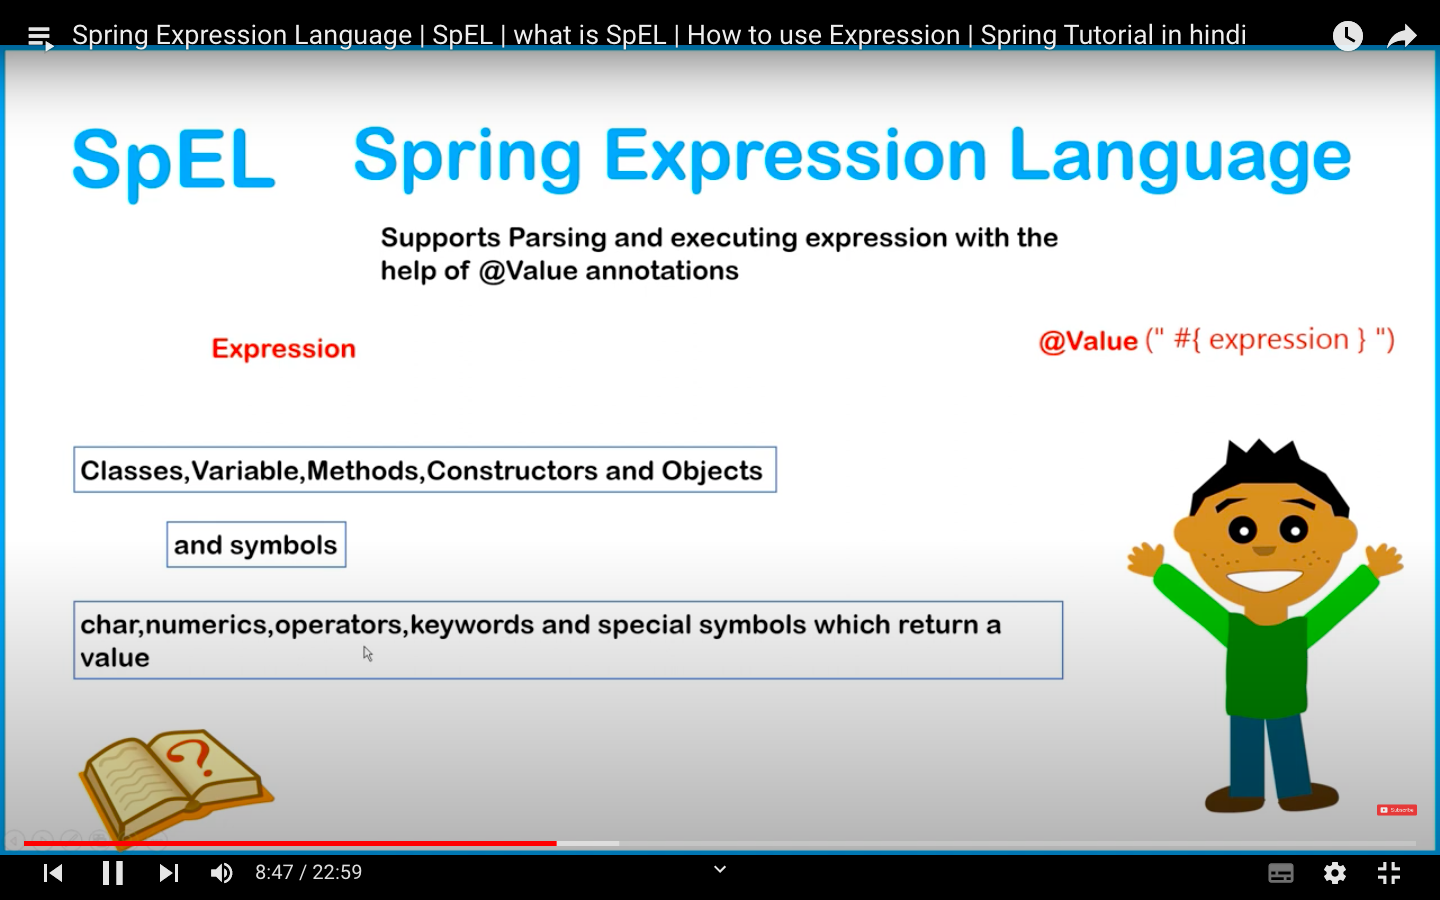 Spring Expression Language | SpEL | what is SpEL | How to use Expression | Spring Tutorial in hindi
SpEL Spring Expression Language
Supports Parsing and executing expression with the
help of @Value annotations
Expression
@Value (" #{ expression } ")
Classes,Variable,Methods,Constructors and Objects
and symbols
char,numerics,operators,keywords and special symbols which return a
value
?
Subscribe
8:47 / 22:59